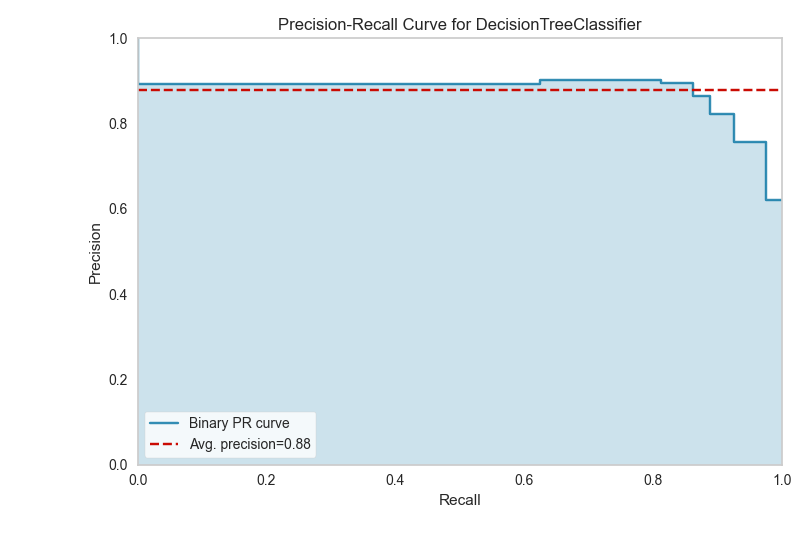 Precision-Recall Curve for DecisionTreeClassifier
1.0
0.8
0.6
0.4
0.2
0.0
Precision
Binary PR curve
Avg. precision=0.88
0.0 0.2 0.4 0.6 0.8 1.0
Recall